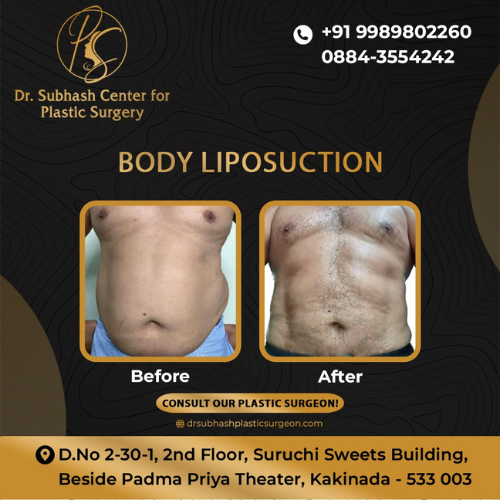 +91 9989802260
0884-3554242
Dr. Subhash Center for
Plastic Surgery
BODY LIPOSUCTION
Before
After
CONSULT OUR PLASTIC SURGEON!
drsubhashplasticsurgeon.com
D.No 2-30-1, 2nd Floor, Suruchi Sweets Building,
Beside Padma Priya Theater, Kakinada - 533 003